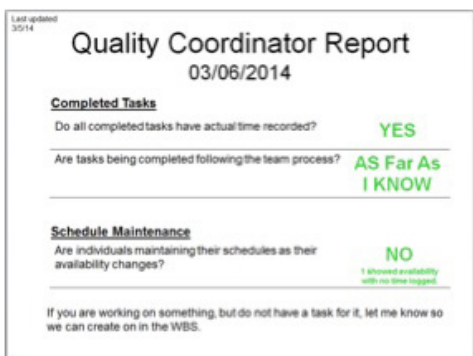 Last updated
3/5/14
Quality Coordinator Report
03/06/2014
Completed Tasks
Do all completed tasks have actual time recorded?
YES
Are tasks being completed following the team process?
AS Far As
I KNOW
Schedule Maintenance
Are individuals maintaining their schedules as their
availability changes?
NO
1 showed availability
with no time logged.
If you are working on something, but do not have a task for it, let me know so
we can create on in the WBS.